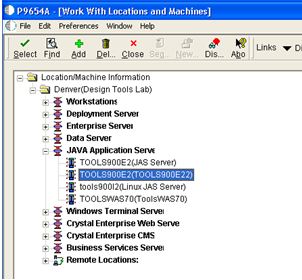 P9654A - [Work With Locations and Machines]
File Edit Preferences Window Help
Select Find Add Del... Close Seq... New... Dis... Abo Links Di
Location/Machine Information
Denver(Design Tools Lab)
Workstations
Deployment Server
Enterprise Server
Data Server
JAVA Application Serve
TOOLS900E2(JAS Server)
TOOLS900E2(TOOLS900E22)
tools900l2(Linux JAS Server)
TOOLSWAS70(ToolsWAS70)
Windows Terminal Server
Crystal Enterprise Web Serve
Crystal Enterprise CMS
Business Services Server
Remote Locations: